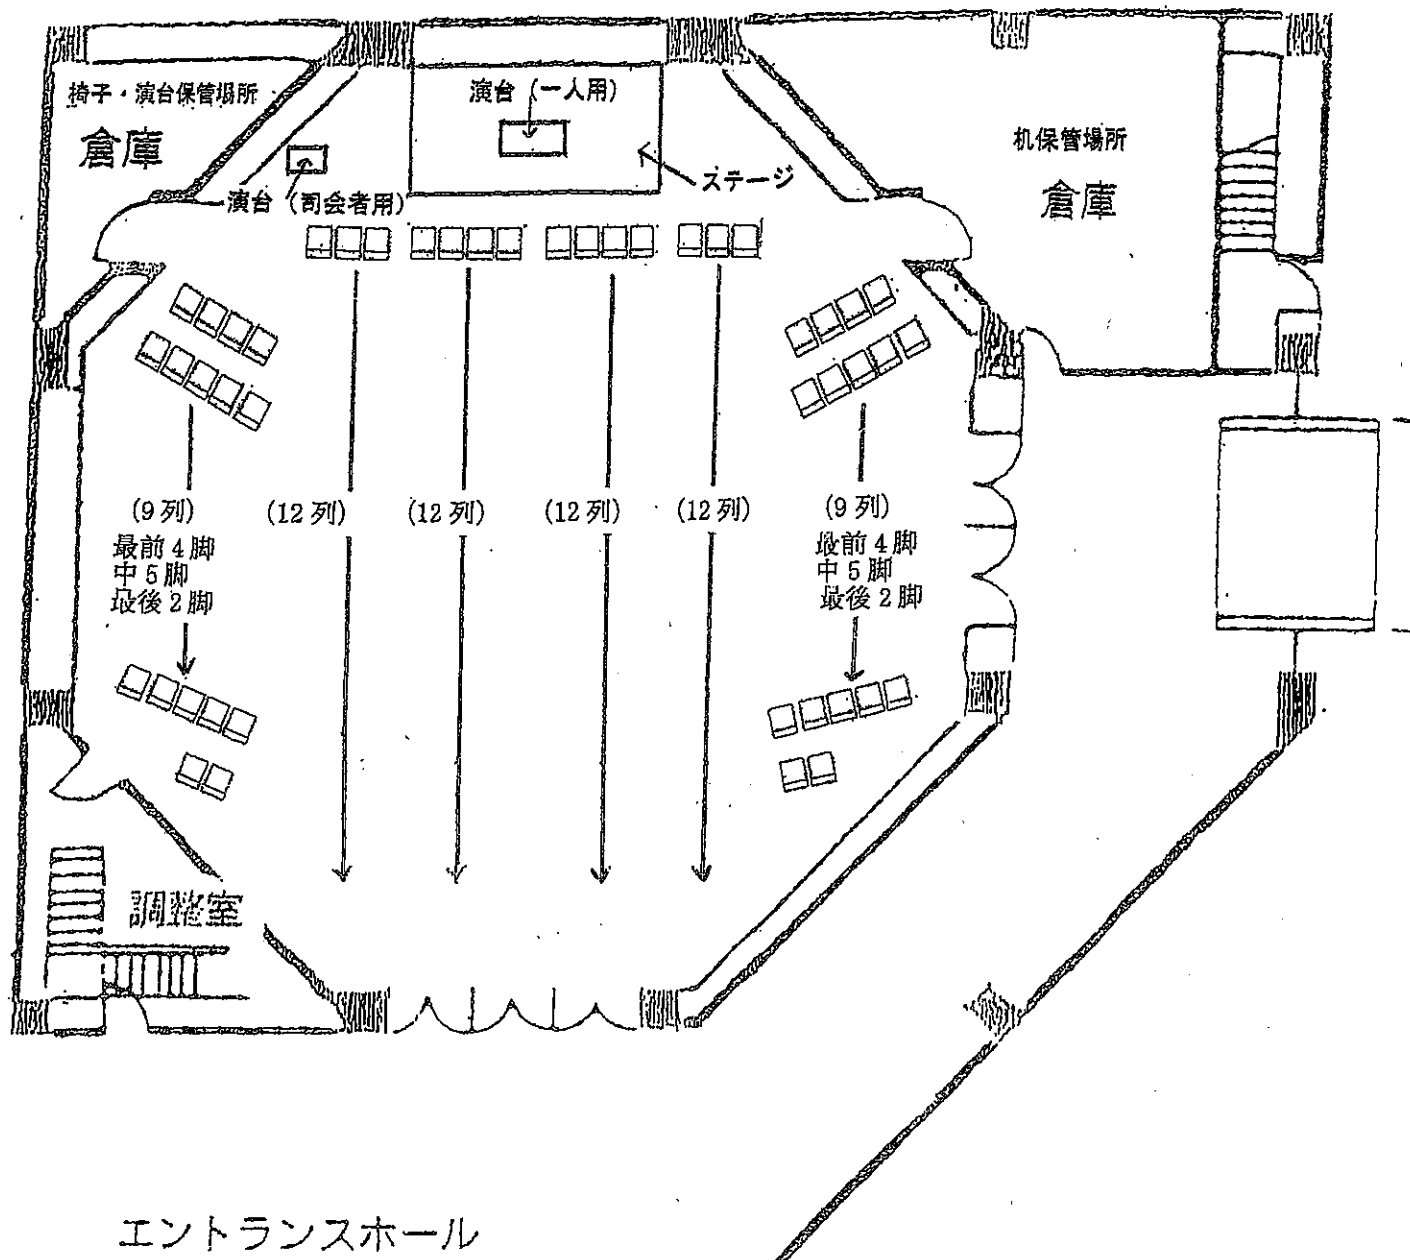 椅子・演台保管場所
倉庫
演台（一人用）
ステージ
演台（司会者用）
机保管場所
倉庫
(9列)
最前4脚
中5脚
最後2脚
(12列)
(12列)
(12列)
(12列)
(9列)
最前4脚
中5脚
最後2脚
調整室
エントランスホール